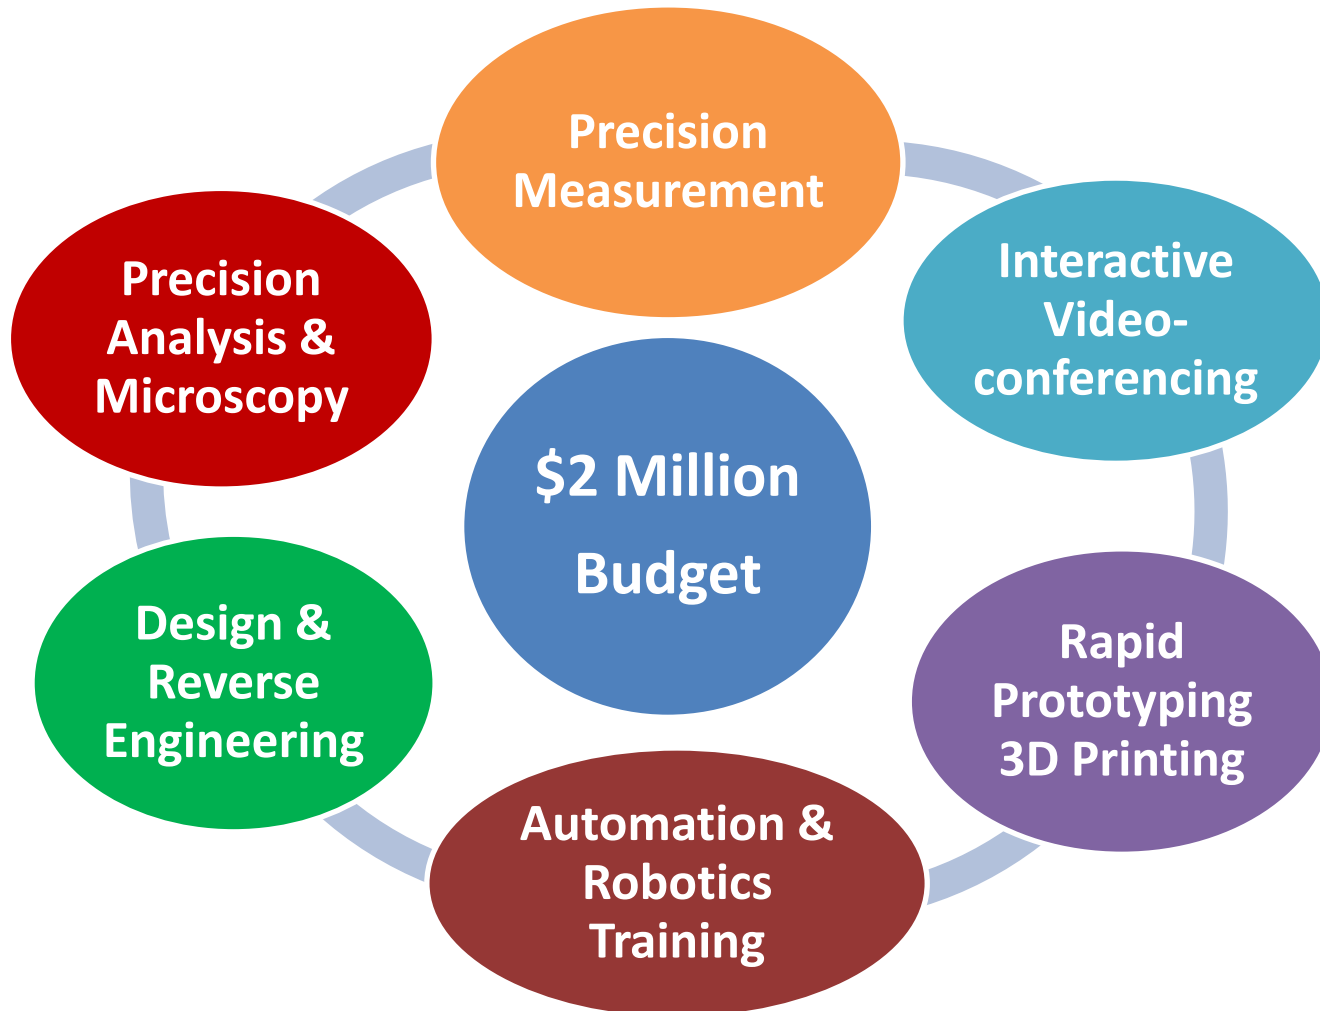 Precision
Measurement
Interactive
Video-
conferencing
Rapid
Prototyping
3D Printing
Automation &
Robotics
Training
Design &
Reverse
Engineering
Precision
Analysis &
Microscopy
$2 Million
Budget